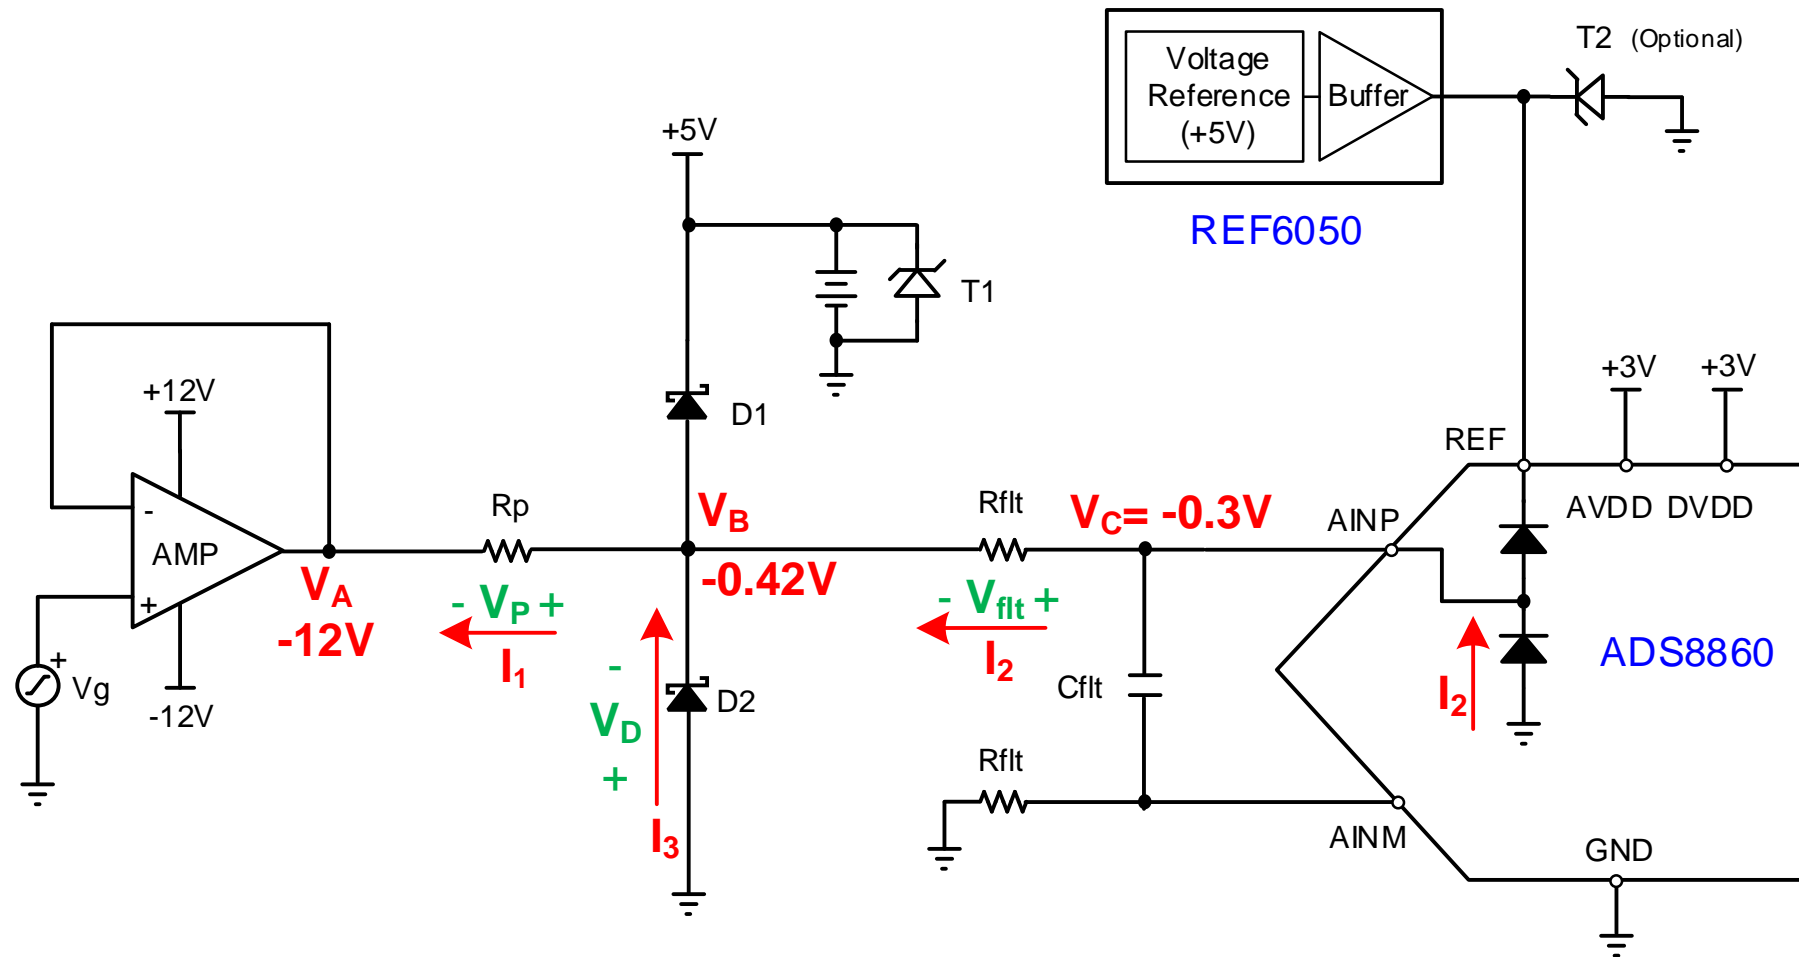 T2 (Optional)
Voltage
Reference
(+5V)
Buffer
REF6050
+5V
T1
+12V
D1
+3V
+3V
REF
AVDD
DVDD
Rp
VB
Rflt
VC= -0.3V
AINP
-
AMP
+
VA
-12V
- VP +
I1
-0.42V
- Vflt +
I2
ADS8860
+
Vg
-12V
-
VD
+
D2
Cflt
I2
I3
Rflt
AINM
GND